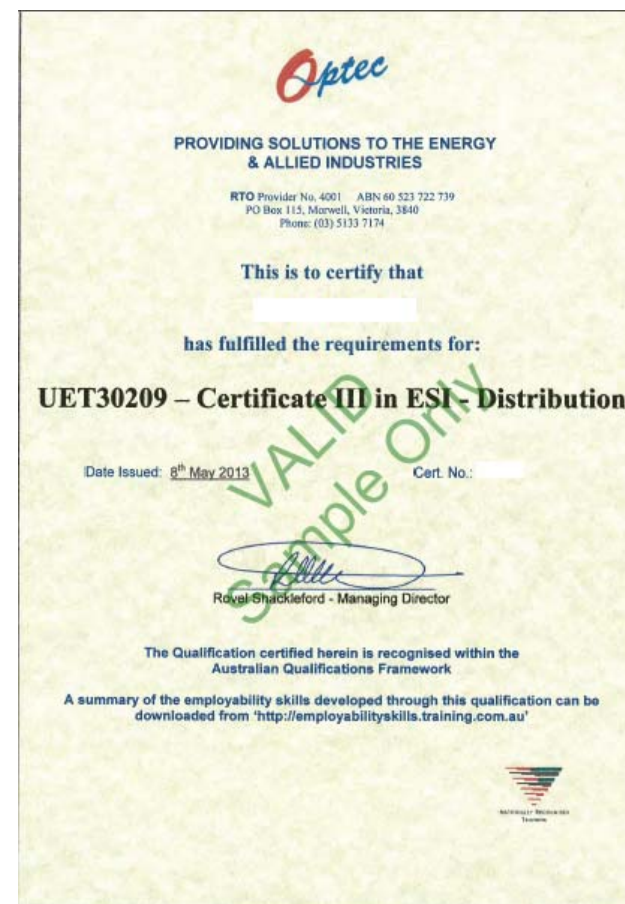 Optec
PROVIDING SOLUTIONS TO THE ENERGY
& ALLIED INDUSTRIES
RTO Provider No. 4001 ABN 60 523 722 739
PO Box 115, Morwell, Victoria, 3840
Phone: (03) 5133 7174
This is to certify that
has fulfilled the requirements for:
UET30209 – Certificate III in ESI - Distribution
VALID
Sample Only
Date Issued: 8th May 2013 Cert. No.:
Rovel Shackleford - Managing Director
The Qualification certified herein is recognised within the
Australian Qualifications Framework
A summary of the employability skills developed through this qualification can be
downloaded from 'http://employabilityskills.training.com.au'
NATIONALLY RECOGNISED
TRAINING